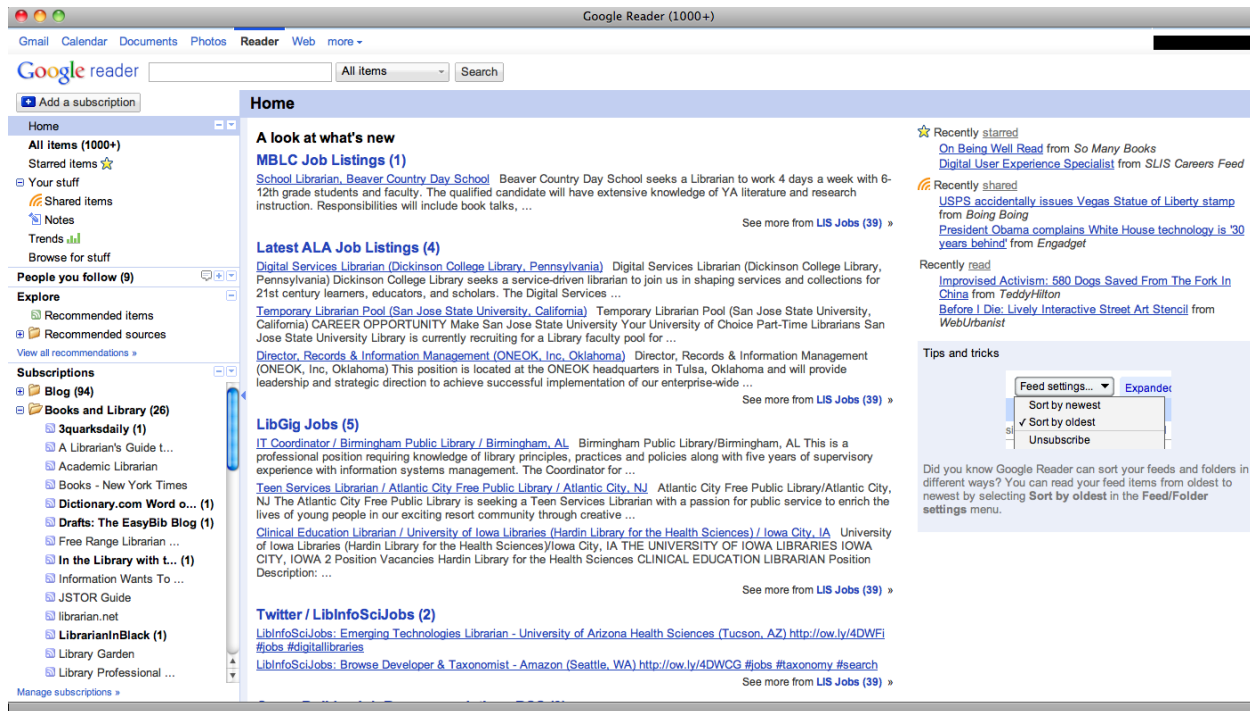 Google Reader (1000+)
Gmail Calendar Documents Photos Reader Web more
Google reader All items Search
Add a subscription
Home
All items (1000+)
Starred items
Your stuff
Shared items
Notes
Trends
Browse for stuff
People you follow (9)
Explore
Recommended items
Recommended sources
View all recommendations »
Subscriptions
Blog (94)
Books and Library (26)
3quarksdaily (1)
A Librarian's Guide t...
Academic Librarian
Books - New York Times
Dictionary.com Word o... (1)
Drafts: The EasyBib Blog (1)
Free Range Librarian ...
In the Library with t... (1)
Information Wants To ...
JSTOR Guide
librarian.net
LibrarianInBlack (1)
Library Garden
Library Professional ...
Manage subscriptions »
Home
A look at what's new
MBLC Job Listings (1)
School Librarian, Beaver Country Day School Beaver Country Day School seeks a Librarian to work 4 days a week with 6-
12th grade students and faculty. The qualified candidate will have extensive knowledge of YA literature and research
instruction. Responsibilities will include book talks, ...
See more from LIS Jobs (39) »
Latest ALA Job Listings (4)
Digital Services Librarian (Dickinson College Library, Pennsylvania) Digital Services Librarian (Dickinson College Library,
Pennsylvania) Dickinson College Library seeks a service-driven librarian to join us in shaping services and collections for
21st century learners, educators, and scholars. The Digital Services ...
Temporary Librarian Pool (San Jose State University, California) Temporary Librarian Pool (San Jose State University,
California) CAREER OPPORTUNITY Make San Jose State University Your University of Choice Part-Time Librarians San
Jose State University Library is currently recruiting for a Library faculty pool for ...
Director, Records & Information Management (ONEOK, Inc, Oklahoma) Director, Records & Information Management
(ONEOK, Inc, Oklahoma) This position is located at the ONEOK headquarters in Tulsa, Oklahoma and will provide
leadership and strategic direction to achieve successful implementation of our enterprise-wide ...
See more from LIS Jobs (39) »
LibGig Jobs (5)
IT Coordinator / Birmingham Public Library / Birmingham, AL Birmingham Public Library/Birmingham, AL This is a
professional position requiring knowledge of library principles, practices and policies along with five years of supervisory
experience with information systems management. The Coordinator for ...
Teen Services Librarian / Atlantic City Free Public Library / Atlantic City, NJ Atlantic City Free Public Library/Atlantic City,
NJ The Atlantic City Free Public Library is seeking a Teen Services Librarian with a passion for public service to enrich the
lives of young people in our exciting resort community through creative ...
Clinical Education Librarian / University of Iowa Libraries (Hardin Library for the Health Sciences) / Iowa City, IA University
of Iowa Libraries (Hardin Library for the Health Sciences)/Iowa City, IA THE UNIVERSITY OF IOWA LIBRARIES IOWA
CITY, IOWA 2 Position Vacancies Hardin Library for the Health Sciences CLINICAL EDUCATION LIBRARIAN Position
Description: ...
See more from LIS Jobs (39) »
Twitter / LibInfoSciJobs (2)
LibInfoSciJobs: Emerging Technologies Librarian - University of Arizona Health Sciences (Tucson, AZ) http://ow.ly/4DWFi
#jobs #digitallibraries
LibInfoSciJobs: Browse Developer & Taxonomist - Amazon (Seattle, WA) http://ow.ly/4DWCG #jobs #taxonomy #search
See more from LIS Jobs (39) »
Recently starred
On Being Well Read from So Many Books
Digital User Experience Specialist from SLIS Careers Feed
Recently shared
USPS accidentally issues Vegas Statue of Liberty stamp
from Boing Boing
President Obama complains White House technology is '30
years behind' from Engadget
Recently read
Improvised Activism: 580 Dogs Saved From The Fork In
China from TeddyHilton
Before I Die: Lively Interactive Street Art Stencil from
WebUrbanist
Tips and tricks
Feed settings... Expanded
Sort by newest
Sort by oldest
Unsubscribe
Did you know Google Reader can sort your feeds and folders in
different ways? You can read your feed items from oldest to
newest by selecting Sort by oldest in the Feed/Folder
settings menu.